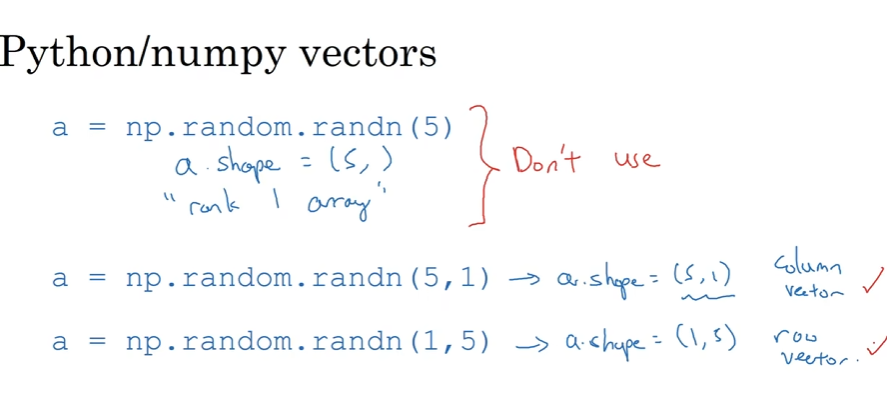 Python/numpy vectors
a = np.random.randn(5)
a.shape = (5, )
"rank 1 array"
Don't use
a = np.random.randn(5,1) → a.shape = (5,1) column vector ✓
a = np.random.randn(1,5) → a.shape = (1,5) row vector. ✓